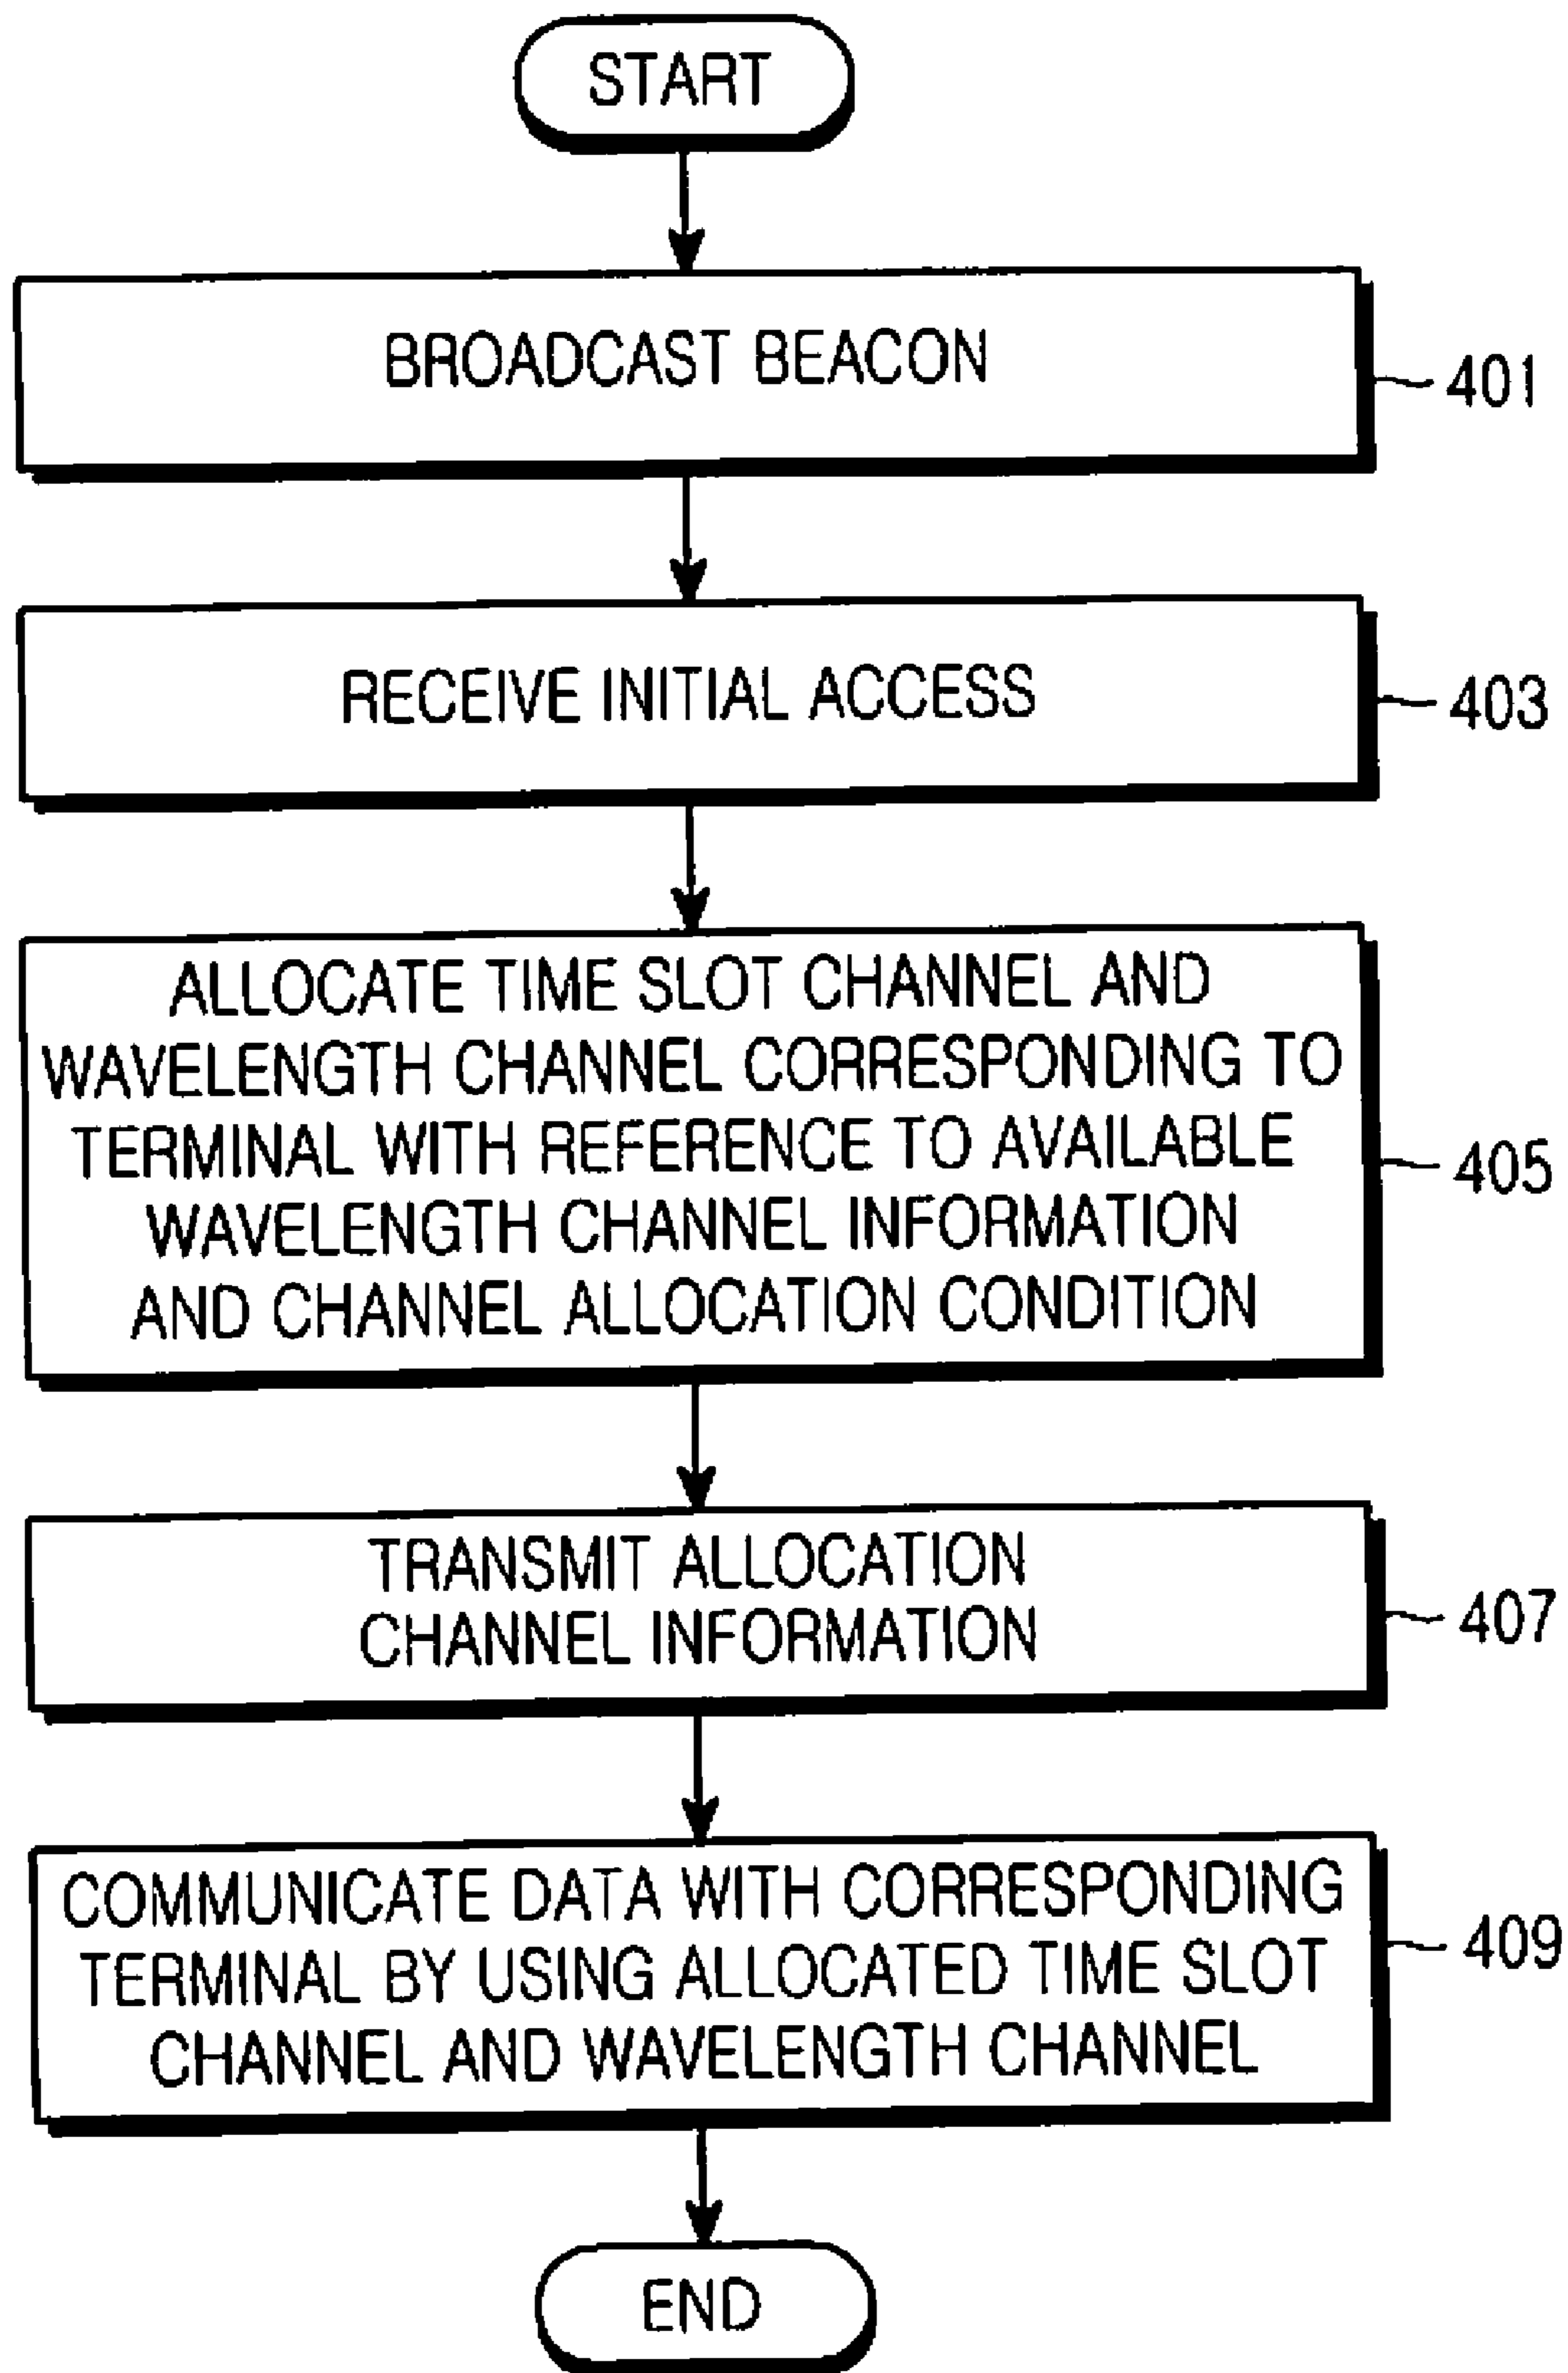 START
BROADCAST BEACON
401
RECEIVE INITIAL ACCESS
403
ALLOCATE TIME SLOT CHANNEL AND
WAVELENGTH CHANNEL CORRESPONDING TO
TERMINAL WITH REFERENCE TO AVAILABLE
WAVELENGTH CHANNEL INFORMATION
AND CHANNEL ALLOCATION CONDITION
405
TRANSMIT ALLOCATION
CHANNEL INFORMATION
407
COMMUNICATE DATA WITH CORRESPONDING
TERMINAL BY USING ALLOCATED TIME SLOT
CHANNEL AND WAVELENGTH CHANNEL
409
END